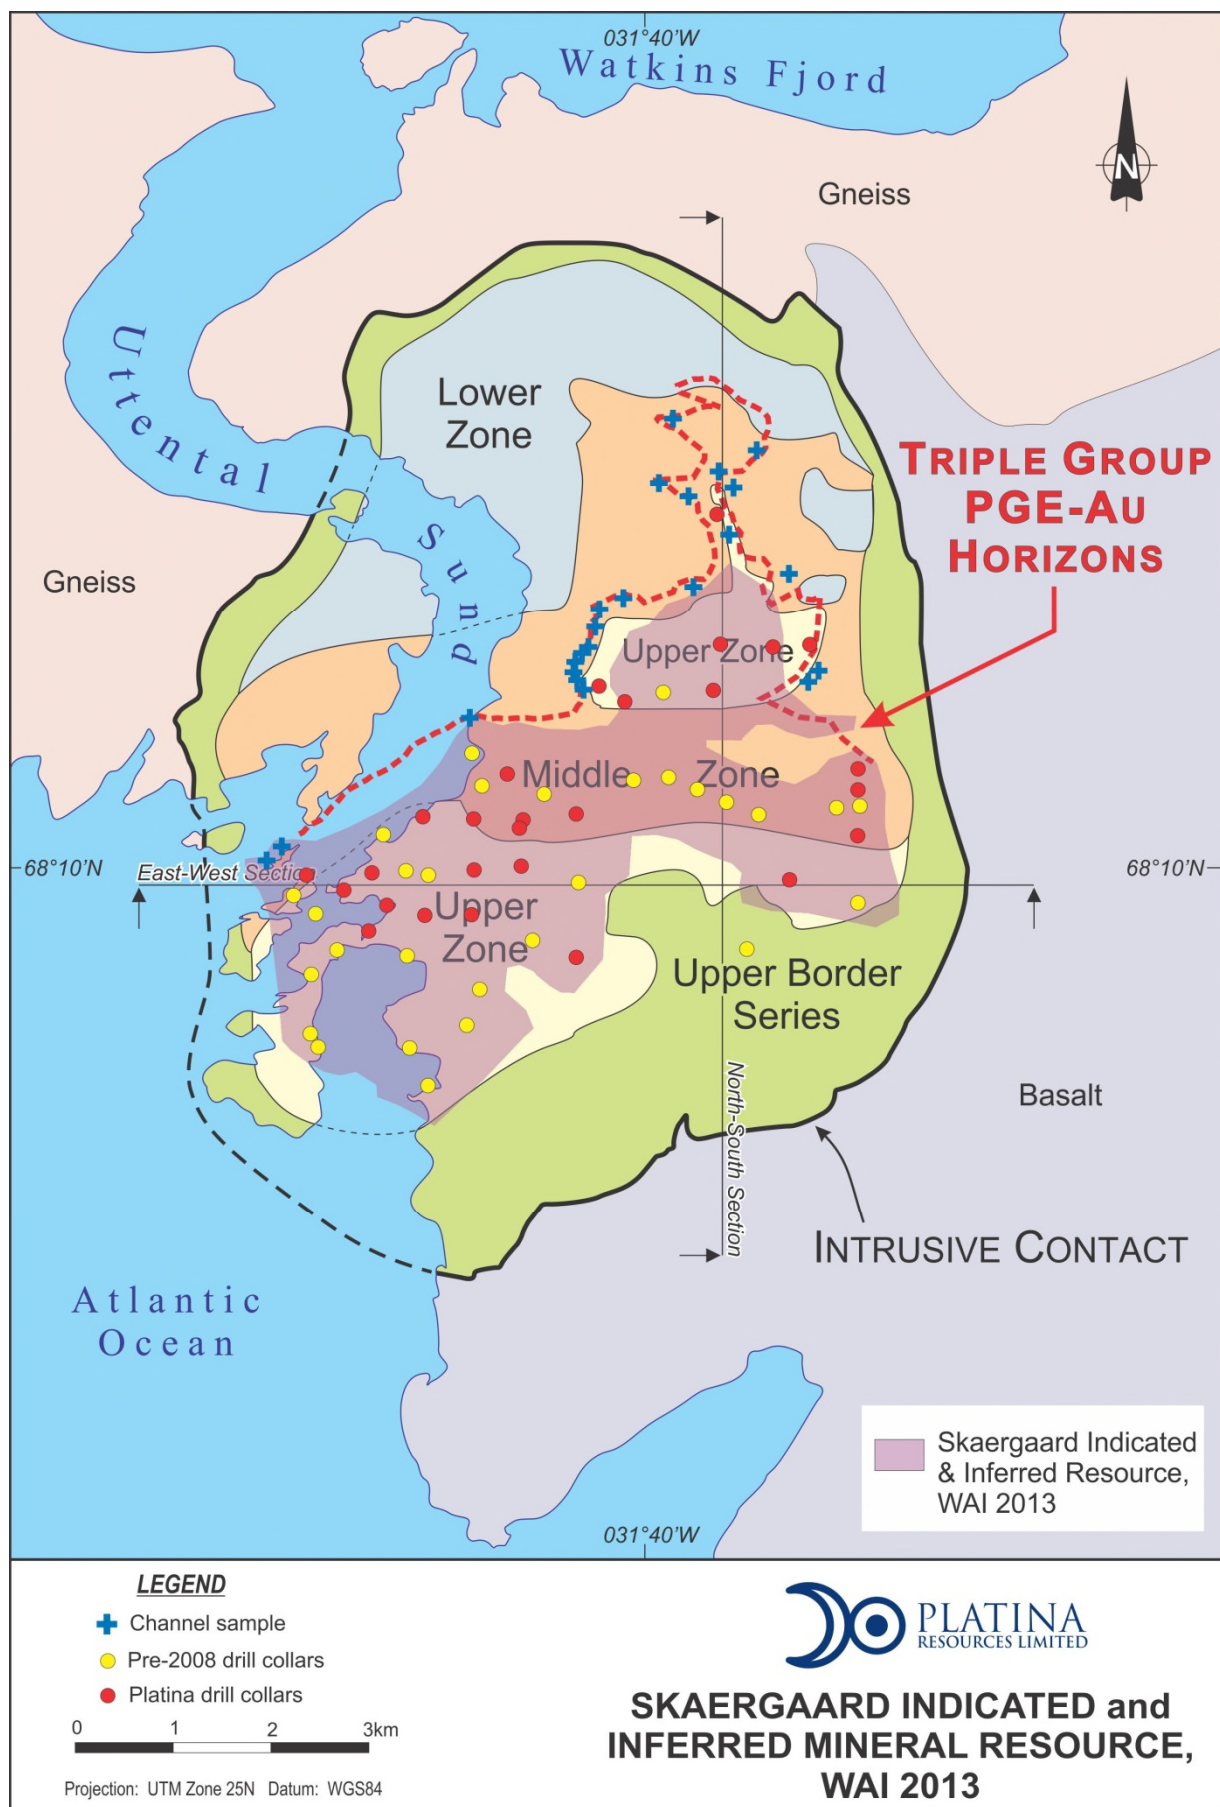 031°40'W
Watkins Fjord
N
Gneiss
Uttental
Sund
Lower
Zone
TRIPLE GROUP
PGE-AU
HORIZONS
Gneiss
Upper Zone
Middle Zone
68°10'N
68°10'N
East-West Section
Upper
Zone
Upper Border
Series
North-South Section
Basalt
INTRUSIVE CONTACT
Atlantic
Ocean
Skaergaard Indicated
& Inferred Resource,
WAI 2013
031°40'W
LEGEND
Channel sample
Pre-2008 drill collars
Platina drill collars
0 1 2 3km
Projection: UTM Zone 25N Datum: WGS84
PLATINA
RESOURCES LIMITED
SKAERGAARD INDICATED and
INFERRED MINERAL RESOURCE,
WAI 2013